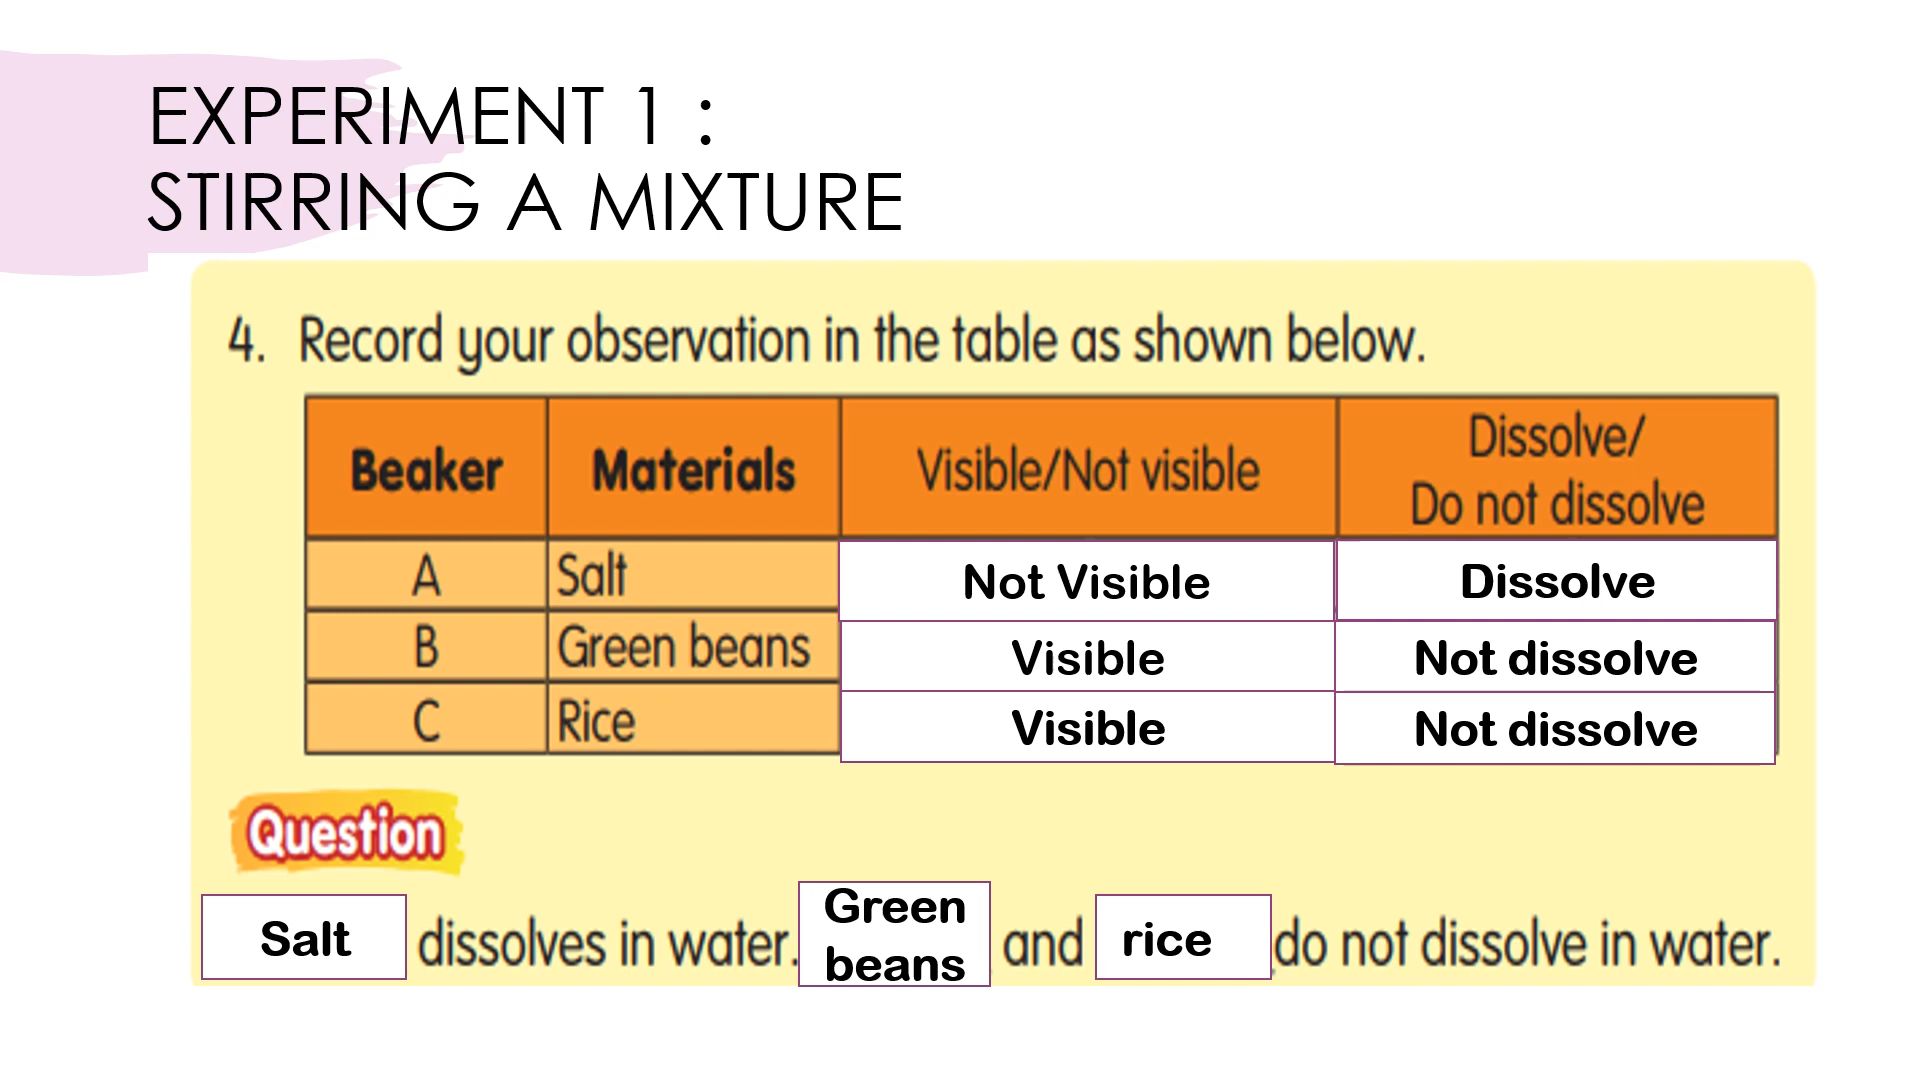 EXPERIMENT 1 :
STIRRING A MIXTURE
4. Record your observation in the table as shown below.
Beaker Materials Visible/Not visible Dissolve/
Do not dissolve
A Salt Not Visible Dissolve
B Green beans Visible Not dissolve
C Rice Visible Not dissolve
Question
Salt dissolves in water. Green beans and rice do not dissolve in water.